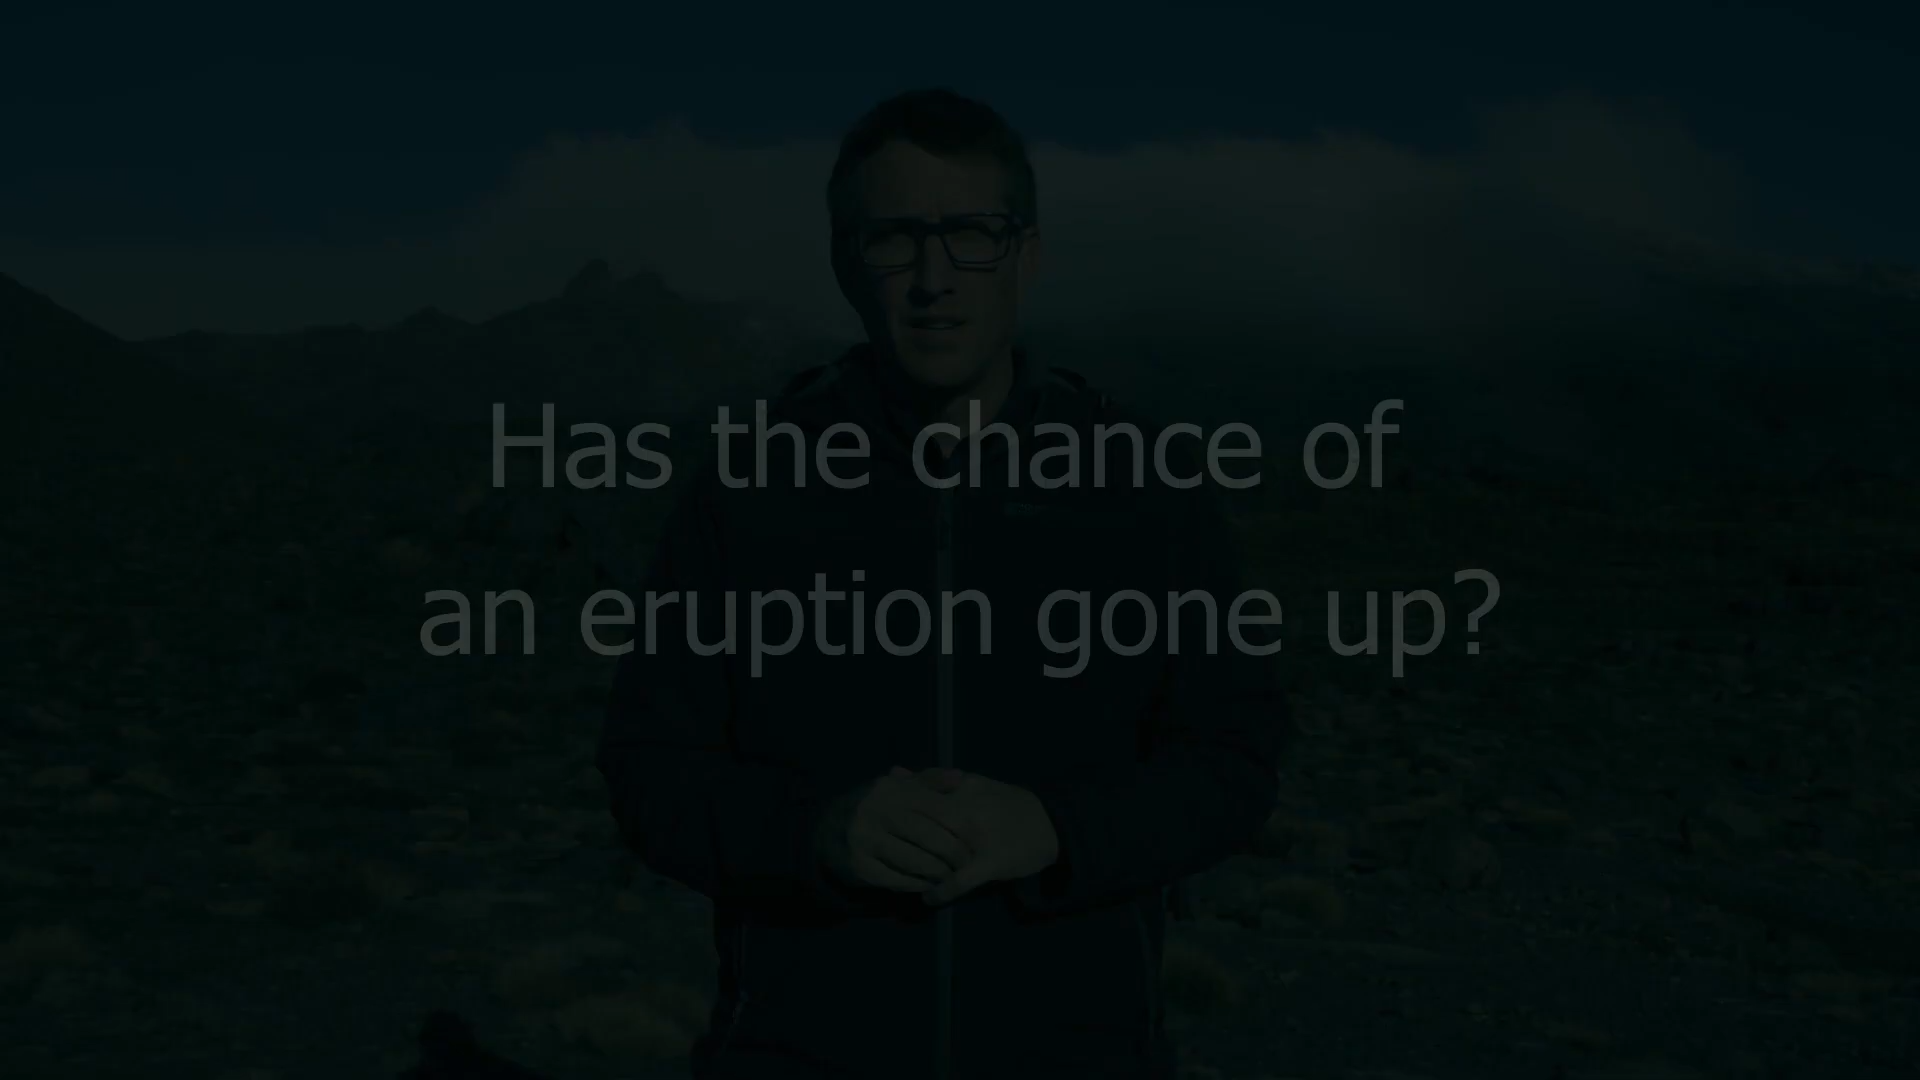 Has the chance of
an eruption gone up?